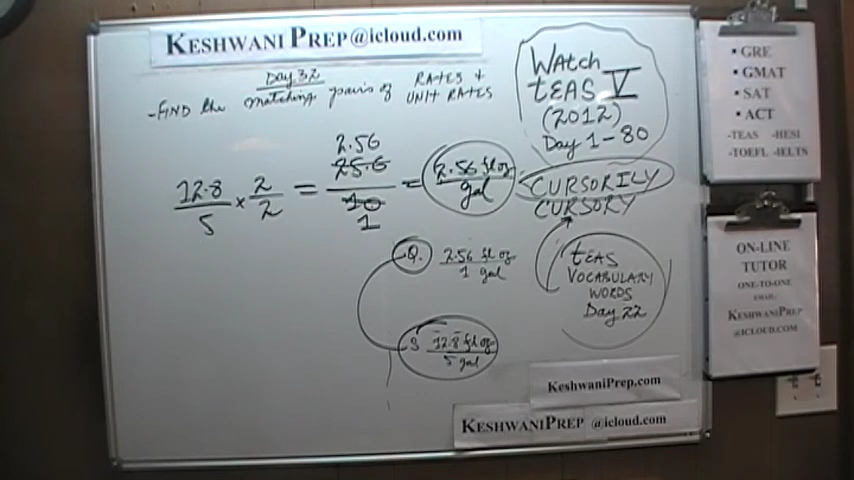 KESHWANI PREP@icloud.com
Day 32
-FIND the matching pairs of RATES +
UNIT RATES
WAtch
tEAS V
(2012)
Day 1-80
12.8/5 × 2/2 = 25.6/10 = 2.56 fl oz/gal
2.56
1
CURSORILY
CURSORY
Q. 2.56 fl oz/1 gal
S 12.8 fl oz/5 gal
tEAS
VOCABULARY
WORDS
Day 22
KESHWANIPREP.COM
KESHWANIPREP @icloud.com
▪ GRE
▪ GMAT
▪ SAT
▪ ACT
-TEAS -HESI
-TOEFL -IELTS
ON-LINE
TUTOR
ONE-TO-ONE
EMAIL:
KESHWANIPREP
@ICLOUD.COM